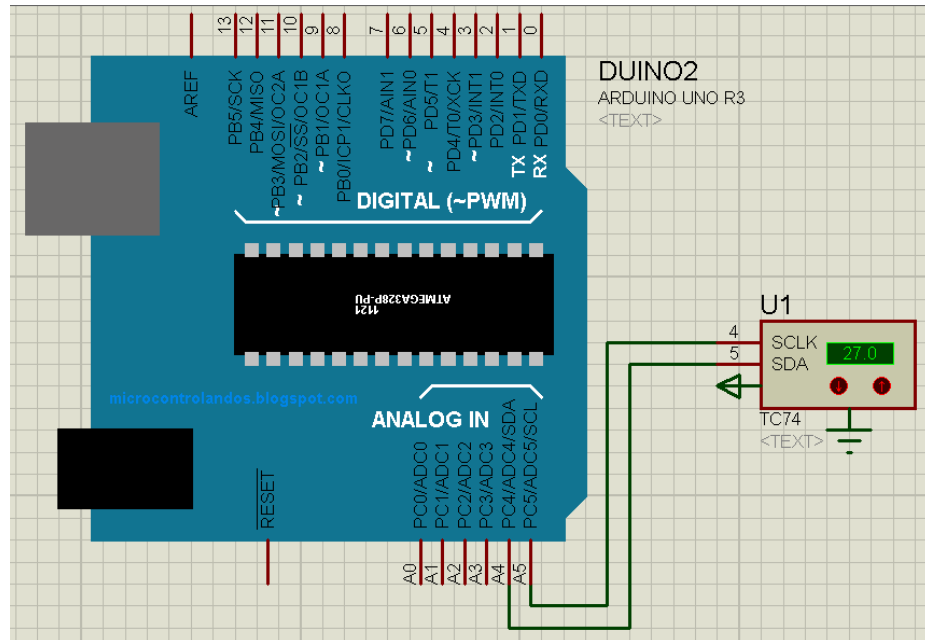 13
12
11
10
9
8
7
6
5
4
3
2
1
0
AREF
PB5/SCK
PB4/MISO
~PB3/MOSI/OC2A
~ PB2/SS/OC1B
~ PB1/OC1A
PB0/ICP1/CLKO
PD7/AIN1
~ PD6/AIN0
~ PD5/T1
PD4/T0/XCK
~ PD3/INT1
PD2/INT0
TX PD1/TXD
RX PD0/RXD
DIGITAL (~PWM)
DUINO2
ARDUINO UNO R3
<TEXT>
ATMEGA328P-PU
1121
microcontrolandos.blogspot.com
ANALOG IN
RESET
PC0/ADC0
PC1/ADC1
PC2/ADC2
PC3/ADC3
PC4/ADC4/SDA
PC5/ADC5/SCL
A0
A1
A2
A3
A4
A5
U1
4
SCLK
5
SDA
27.0
TC74
<TEXT>